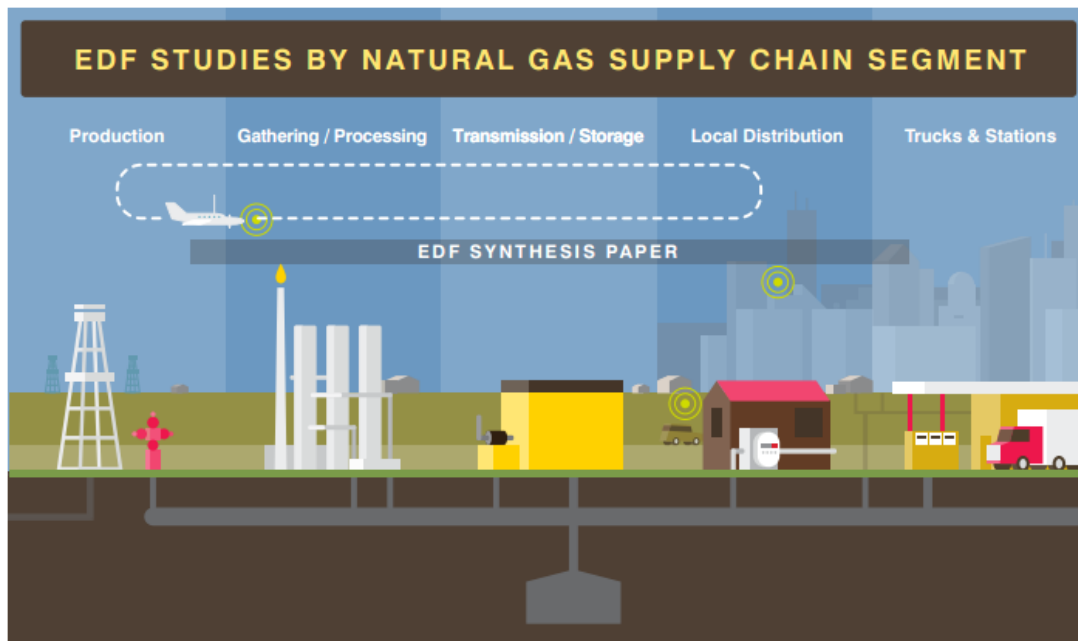 EDF STUDIES BY NATURAL GAS SUPPLY CHAIN SEGMENT
Production
Gathering / Processing
Transmission / Storage
Local Distribution
Trucks & Stations
EDF SYNTHESIS PAPER